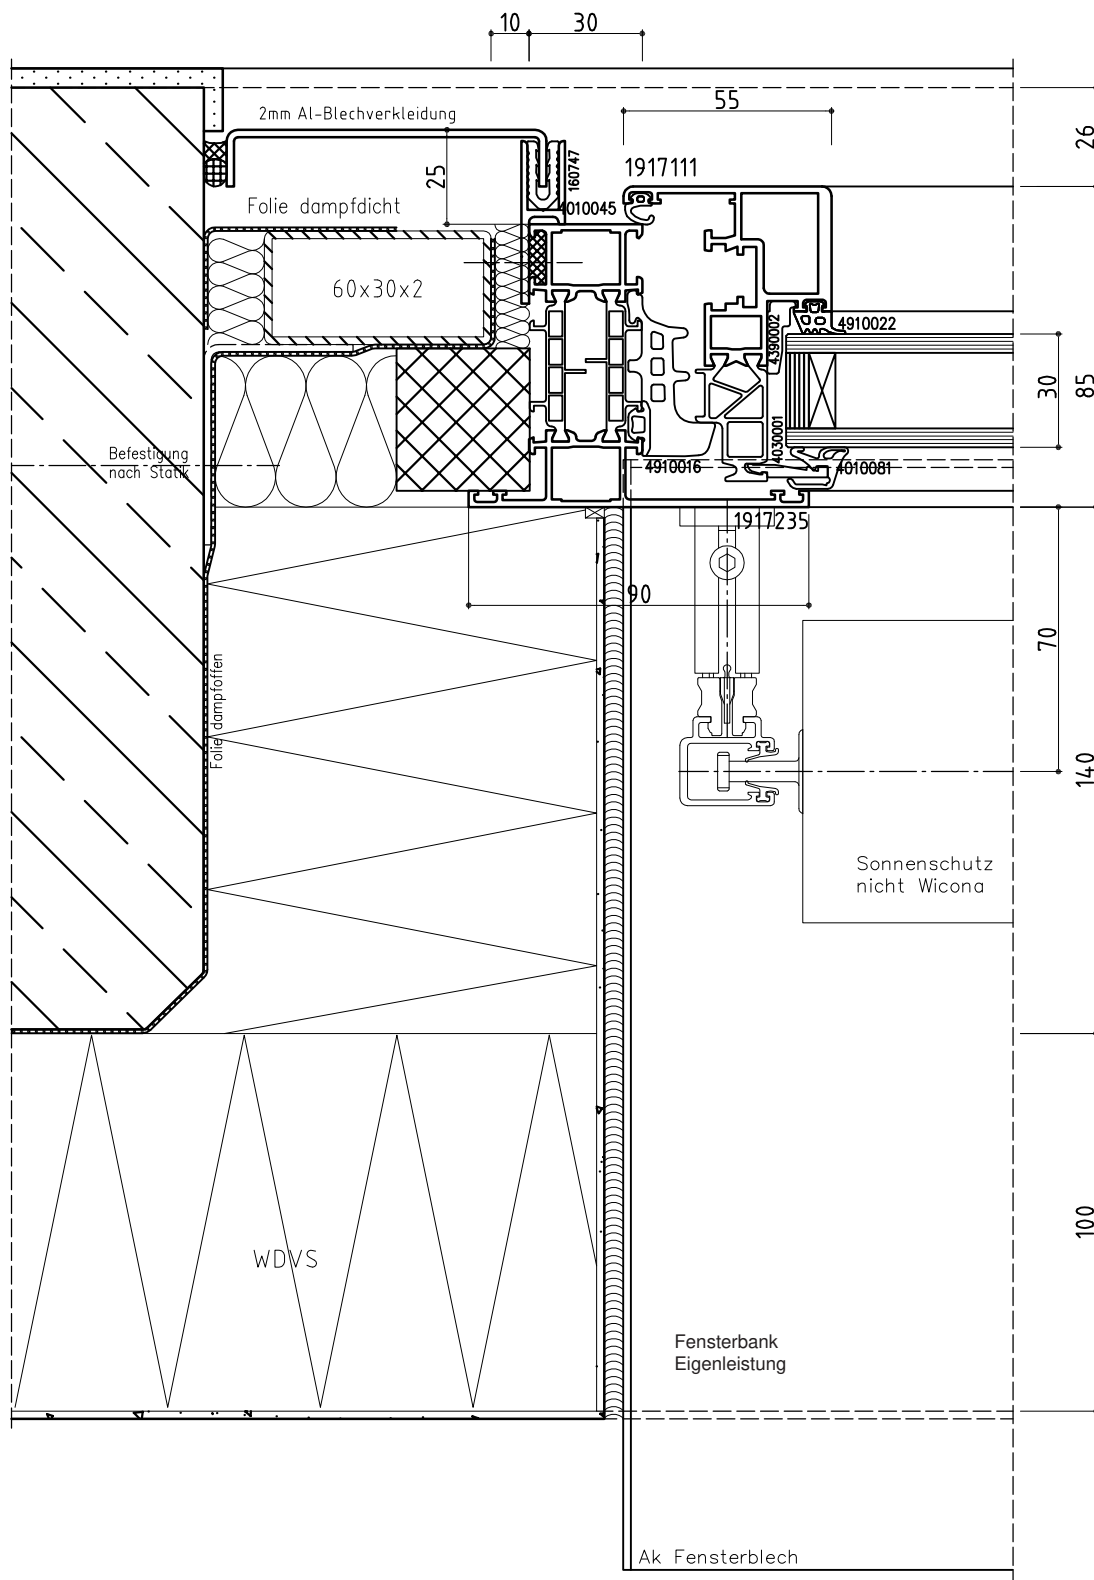 10 30
55
26
2mm Al-Blechverkleidung
25
160747
1917111
Folie dampfdicht
4010045
60x30x2
4390002
4910022
30
85
Befestigung
nach Statik
4030001
4910016
4010081
1917235
90
70
Folie dampfoffen
140
Sonnenschutz
nicht Wicona
100
WDVS
Fensterbank
Eigenleistung
Ak Fensterblech